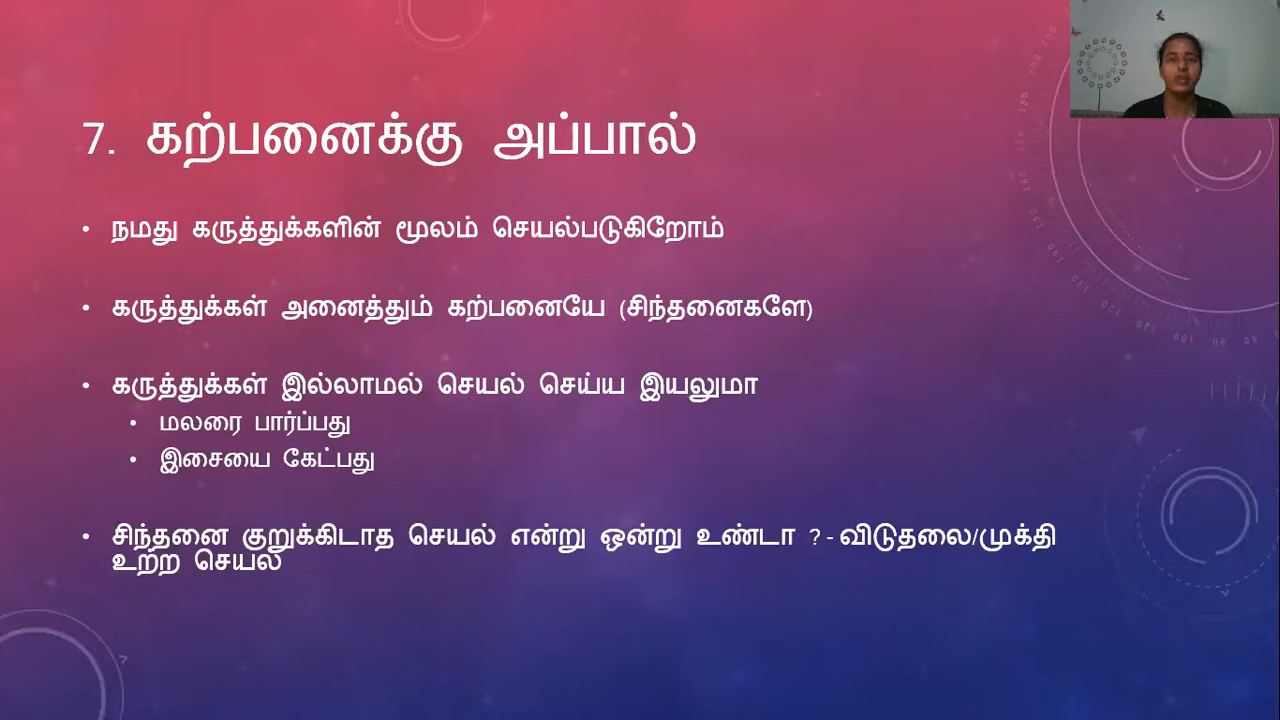 7. கற்பனைக்கு அப்பால்
• நமது கருத்துக்களின் மூலம் செயல்படுகிறோம்
• கருத்துக்கள் அனைத்தும் கற்பனையே (சிந்தனைகளே)
• கருத்துக்கள் இல்லாமல் செயல் செய்ய இயலுமா
• மலரை பார்ப்பது
• இசையை கேட்பது
• சிந்தனை குறுக்கிடாத செயல் என்று ஒன்று உண்டா ? - விடுதலை/முக்தி
உற்ற செயல்